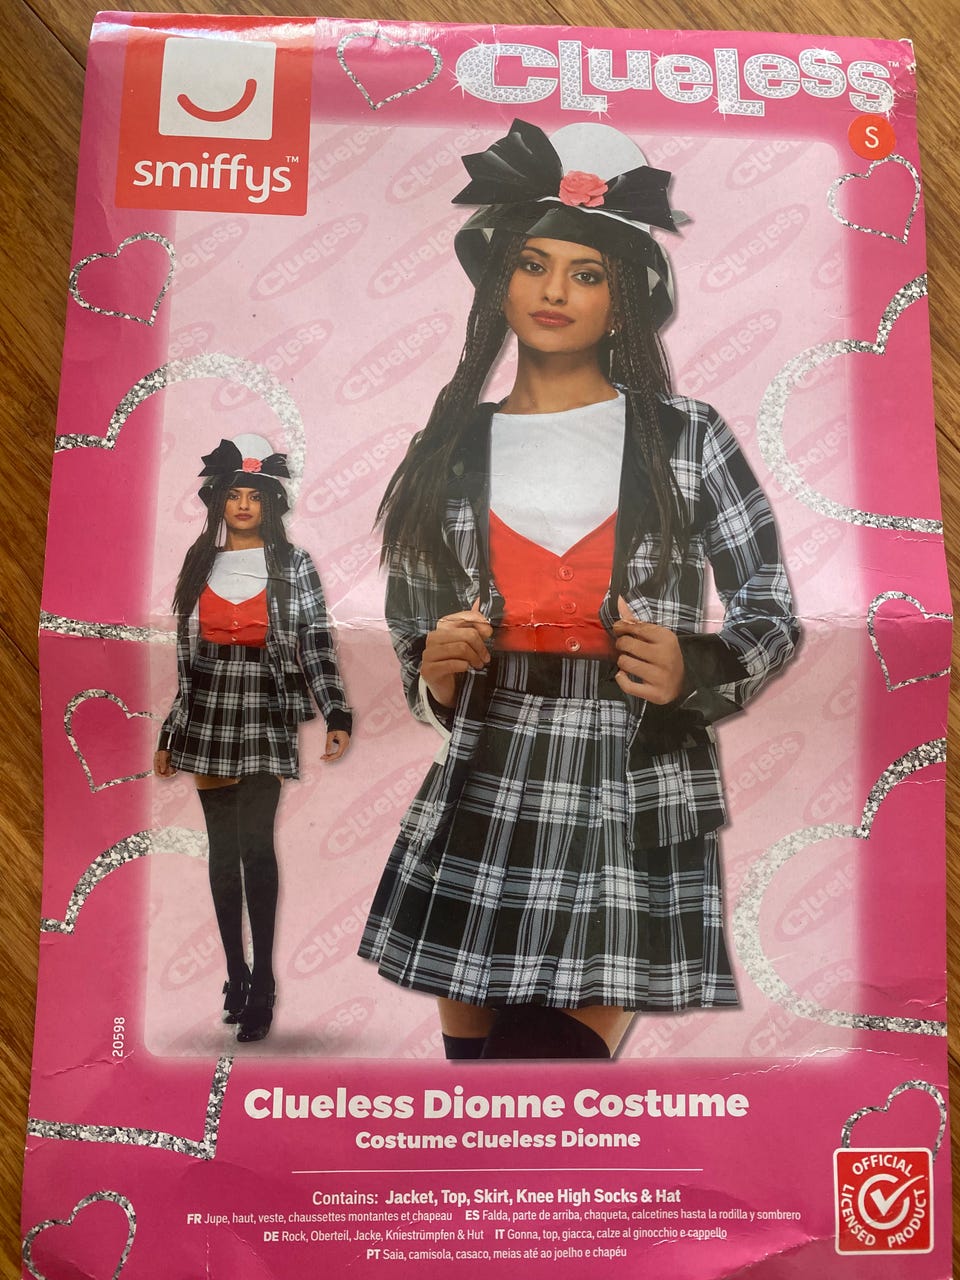 smiffys™
Clueless™
S
20598
Clueless Dionne Costume
Costume Clueless Dionne
Contains: Jacket, Top, Skirt, Knee High Socks & Hat
FR Jupe, haut, veste, chaussettes montantes et chapeau ES Falda, parte de arriba, chaqueta, calcetines hasta la rodilla y sombrero
DE Rock, Oberteil, Jacke, Kniestrümpfen & Hut IT Gonna, top, giacca, calze al ginocchio e cappello
PT Saia, camisola, casaco, meias até ao joelho e chapéu
OFFICIAL LICENSED PRODUCT